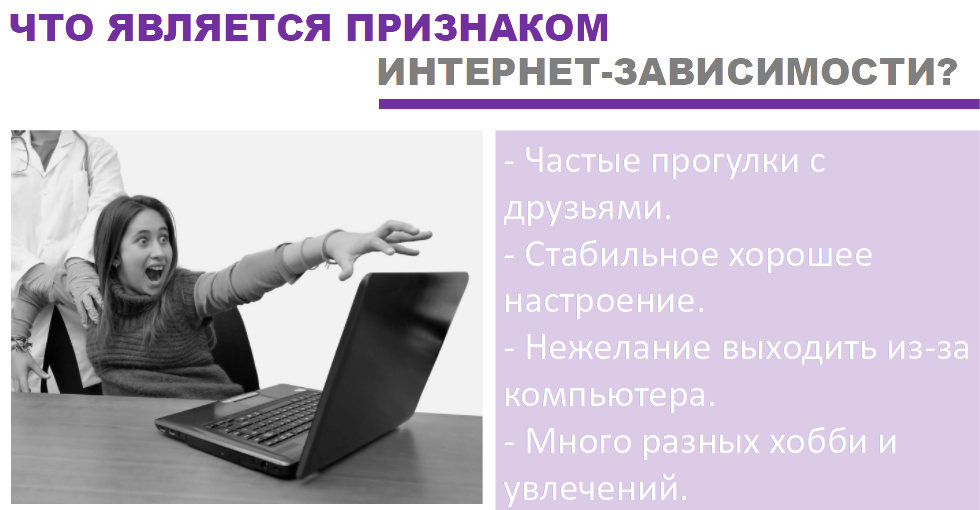 ЧТО ЯВЛЯЕТСЯ ПРИЗНАКОМ
ИНТЕРНЕТ-ЗАВИСИМОСТИ?
- Частые прогулки с
друзьями.
- Стабильное хорошее
настроение.
- Нежелание выходить из-за
компьютера.
- Много разных хобби и
увлечений.